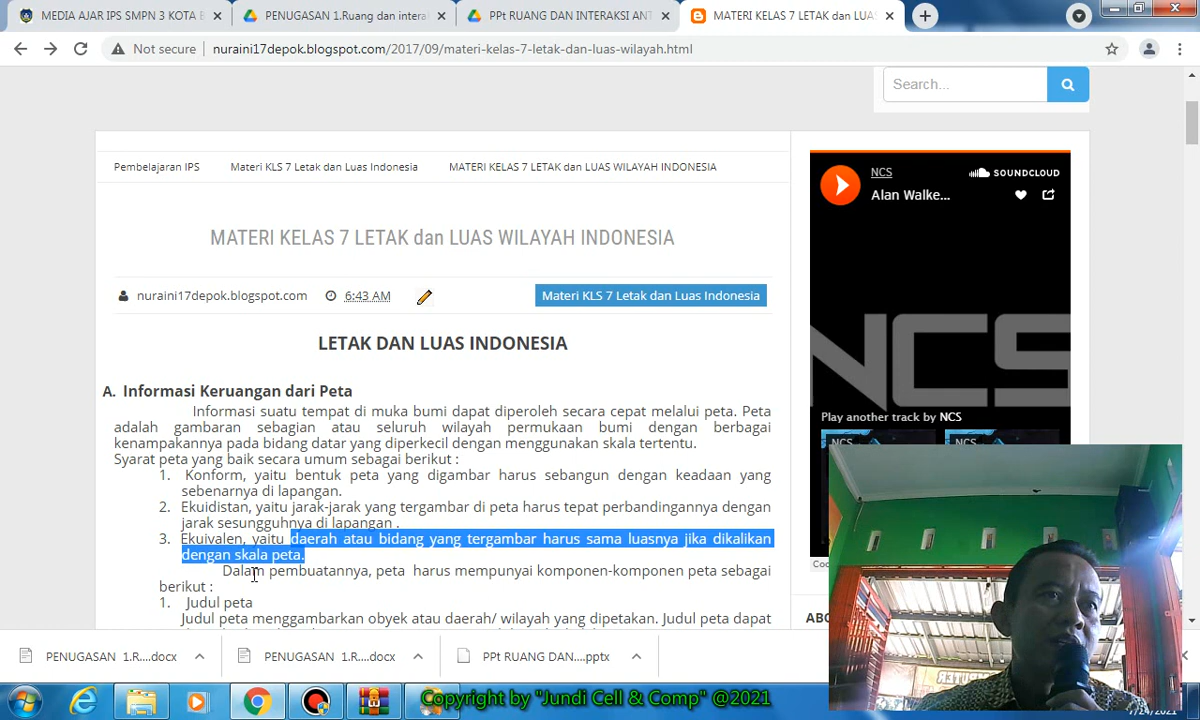 MEDIA AJAR IPS SMPN 3 KOTA B
PENUGASAN 1.Ruang dan intera
PPt RUANG DAN INTERAKSI ANT
MATERI KELAS 7 LETAK dan LUAS
Not secure
nuraini17depok.blogspot.com/2017/09/materi-kelas-7-letak-dan-luas-wilayah.html
Search...
Pembelajaran IPS
Materi KLS 7 Letak dan Luas Indonesia
MATERI KELAS 7 LETAK dan LUAS WILAYAH INDONESIA
MATERI KELAS 7 LETAK dan LUAS WILAYAH INDONESIA
nuraini17depok.blogspot.com
6:43 AM
Materi KLS 7 Letak dan Luas Indonesia
LETAK DAN LUAS INDONESIA
A. Informasi Keruangan dari Peta
Informasi suatu tempat di muka bumi dapat diperoleh secara cepat melalui peta. Peta
adalah gambaran sebagian atau seluruh wilayah permukaan bumi dengan berbagai
kenampakannya pada bidang datar yang diperkecil dengan menggunakan skala tertentu.
Syarat peta yang baik secara umum sebagai berikut :
1. Konform, yaitu bentuk peta yang digambar harus sebangun dengan keadaan yang
sebenarnya di lapangan.
2. Ekuidistan, yaitu jarak-jarak yang tergambar di peta harus tepat perbandingannya dengan
jarak sesungguhnya di lapangan .
3. Ekuivalen, yaitu daerah atau bidang yang tergambar harus sama luasnya jika dikalikan
dengan skala peta.
Dalam pembuatannya, peta harus mempunyai komponen-komponen peta sebagai
berikut :
1. Judul peta
Judul peta menggambarkan obyek atau daerah/ wilayah yang dipetakan. Judul peta dapat
NCS
SOUNDCLOUD
Alan Walke...
NCS
Play another track by NCS
NCS
NCS
Coo
ABO
PENUGASAN 1.R....docx
PENUGASAN 1.R....docx
PPt RUANG DAN....pptx
Copyright by "Jundi Cell & Comp" @2021